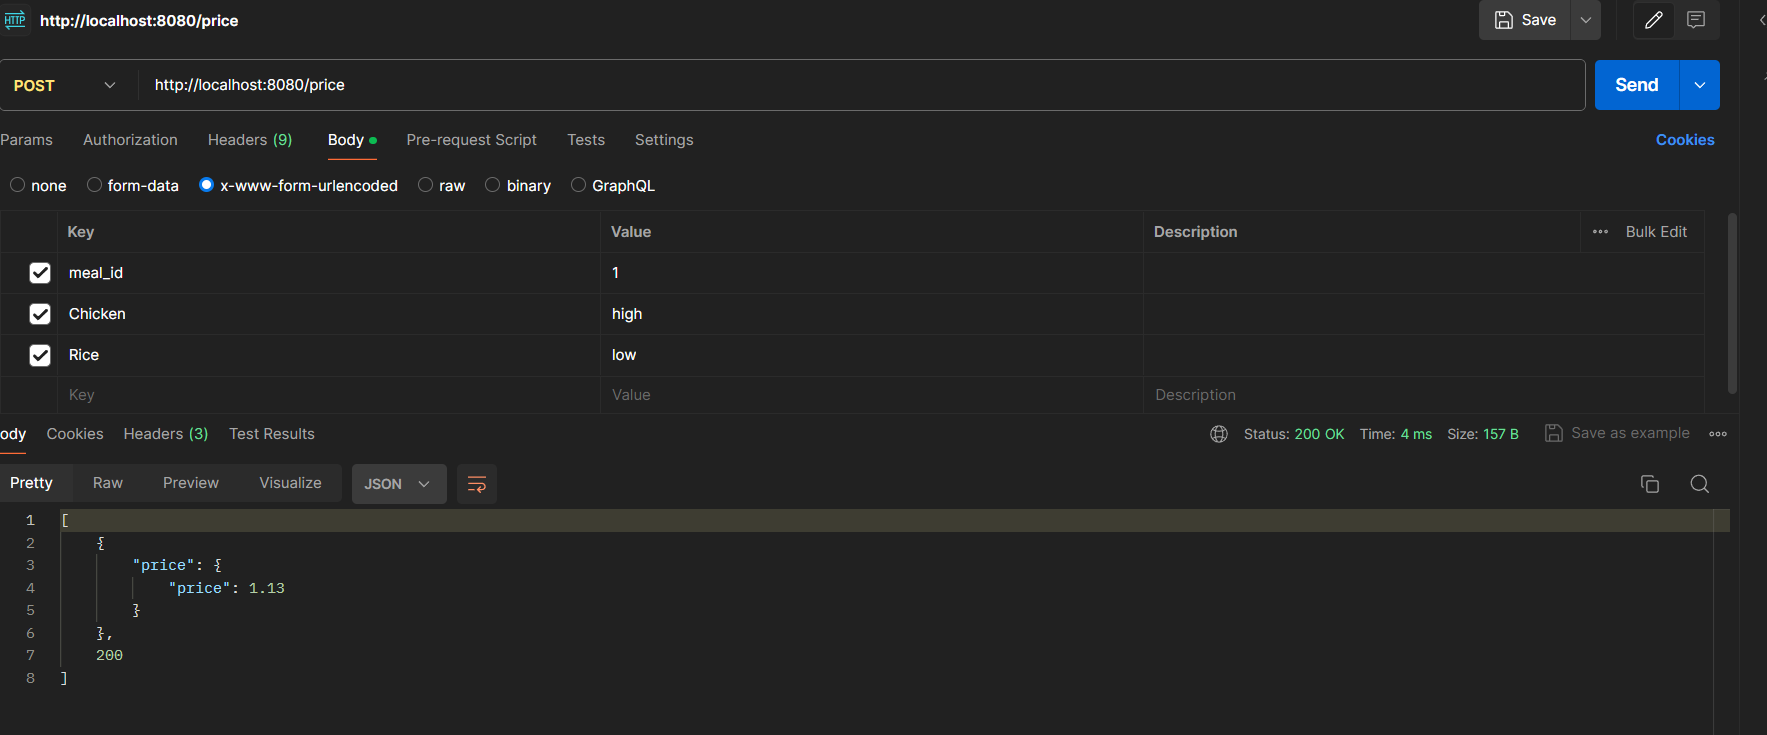 HTTP http://localhost:8080/price Save
POST http://localhost:8080/price Send
Params Authorization Headers (9) Body Pre-request Script Tests Settings Cookies
none form-data x-www-form-urlencoded raw binary GraphQL
Key Value Description Bulk Edit
meal_id 1
Chicken high
Rice low
Key Value Description
ody Cookies Headers (3) Test Results Status: 200 OK Time: 4 ms Size: 157 B Save as example
Pretty Raw Preview Visualize JSON
1 [
2 {
3 "price": {
4 "price": 1.13
5 }
6 },
7 200
8 ]